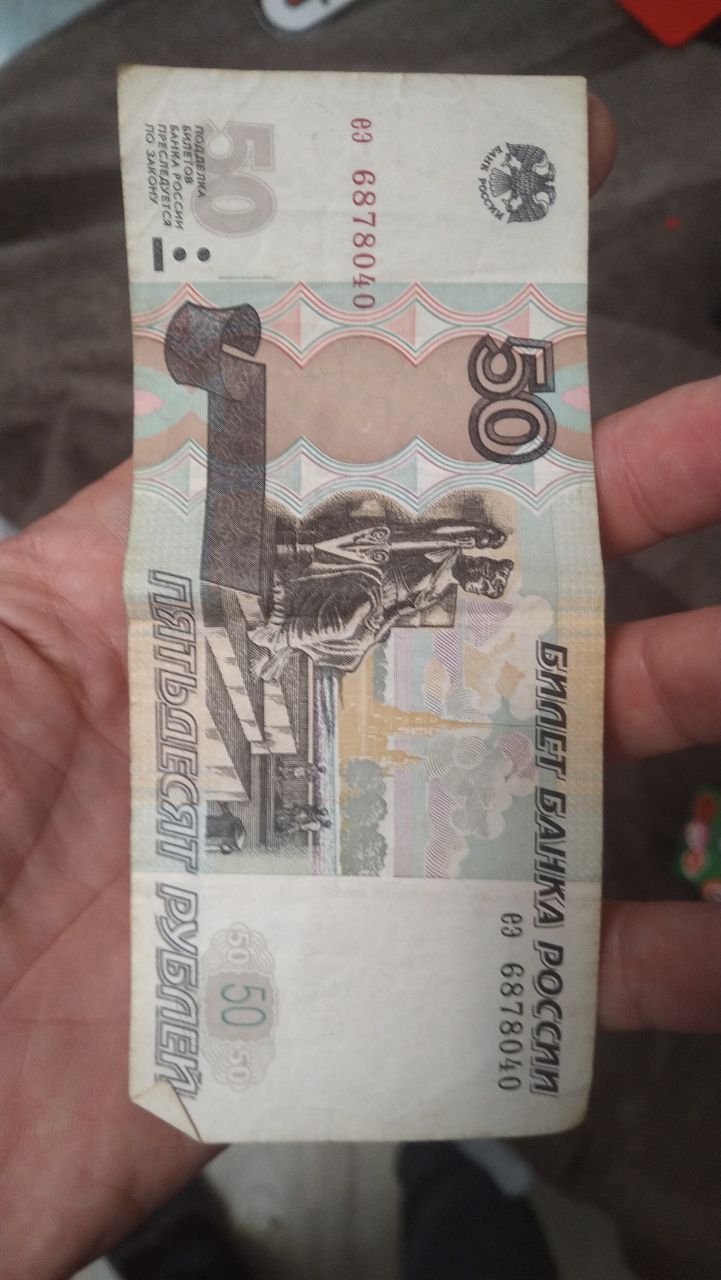 БИЛЕТ БАНКА РОССИИ
еэ 6878040
50
БАНК РОССИИ
еэ 6878040
50
ПОДДЕЛКА
БИЛЕТОВ
БАНКА РОССИИ
ПРЕСЛЕДУЕТСЯ
ПО ЗАКОНУ
50 50 50
ПЯТЬДЕСЯТ РУБЛЕЙ